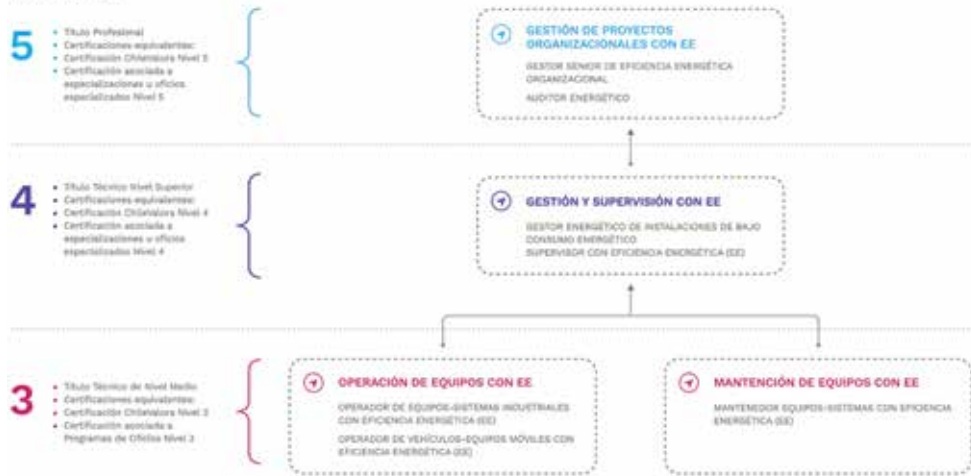 5
Título Profesional
Certificaciones equivalentes:
Certificación ChileValora Nivel 5
Certificación asociada a
especializaciones u oficios
especializados Nivel 5
GESTIÓN DE PROYECTOS
ORGANIZACIONALES CON EE
GESTOR SENIOR DE EFICIENCIA ENERGÉTICA
ORGANIZACIONAL
AUDITOR ENERGÉTICO
4
Título Técnico Nivel Superior
Certificaciones equivalentes:
Certificación ChileValora Nivel 4
Certificación asociada a
especializaciones u oficios
especializados Nivel 4
GESTIÓN Y SUPERVISIÓN CON EE
GESTOR ENERGÉTICO DE INSTALACIONES DE BAJO
CONSUMO ENERGÉTICO
SUPERVISOR CON EFICIENCIA ENERGÉTICA (EE)
3
Título Técnico de Nivel Medio
Certificaciones equivalentes:
Certificación ChileValora Nivel 3
Certificación asociada a
Programas de Oficios Nivel 3
OPERACIÓN DE EQUIPOS CON EE
OPERADOR DE EQUIPOS-SISTEMAS INDUSTRIALES
CON EFICIENCIA ENERGÉTICA (EE)
OPERADOR DE VEHÍCULOS-EQUIPOS MÓVILES CON
EFICIENCIA ENERGÉTICA (EE)
MANTENCIÓN DE EQUIPOS CON EE
MANTENEDOR EQUIPOS-SISTEMAS CON EFICIENCIA
ENERGÉTICA (EE)